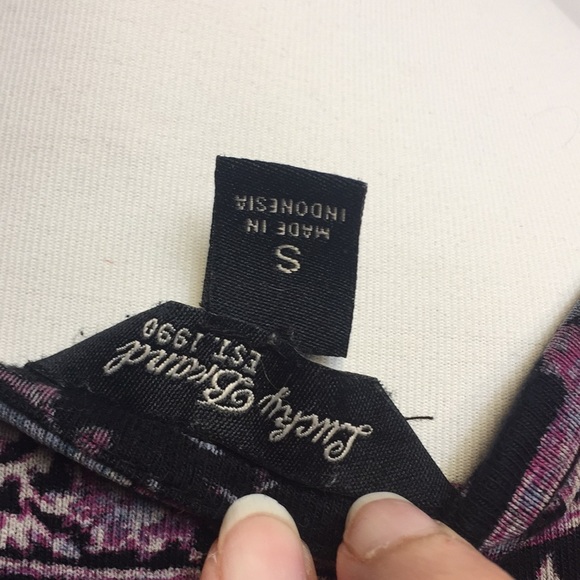 Lucky Brand
EST. 1990
S
MADE IN
INDONESIA